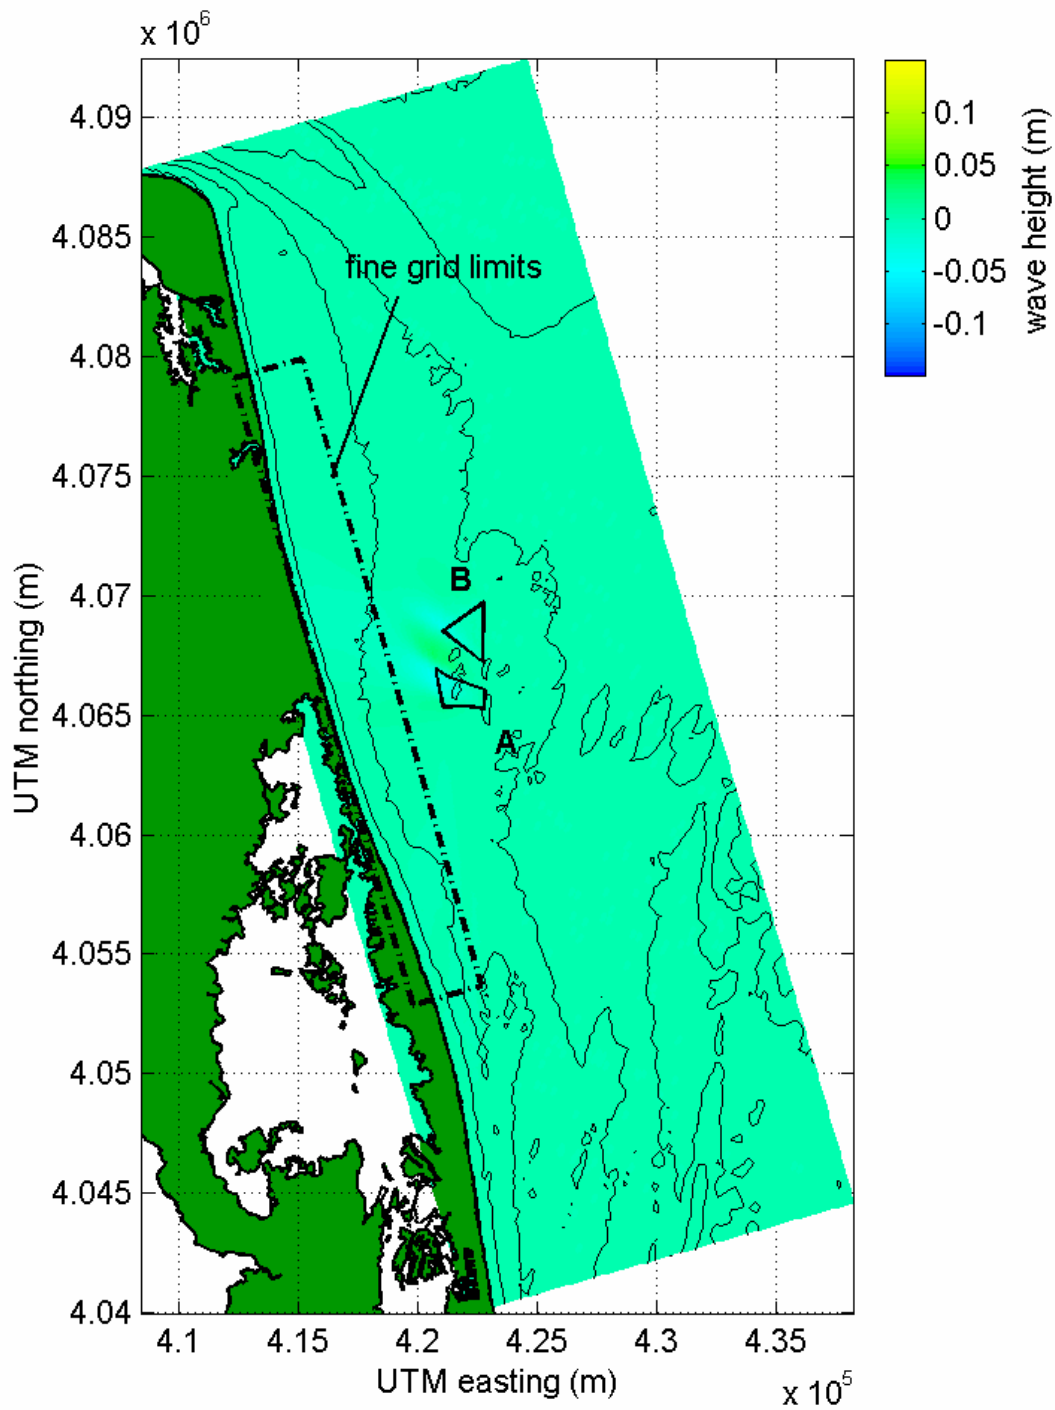 x 10^6
4.09
4.085
4.08
4.075
4.07
4.065
4.06
4.055
4.05
4.045
4.04
UTM northing (m)
fine grid limits
B
A
4.1
4.15
4.2
4.25
4.3
4.35
UTM easting (m)
x 10^5
0.1
0.05
0
-0.05
-0.1
wave height (m)